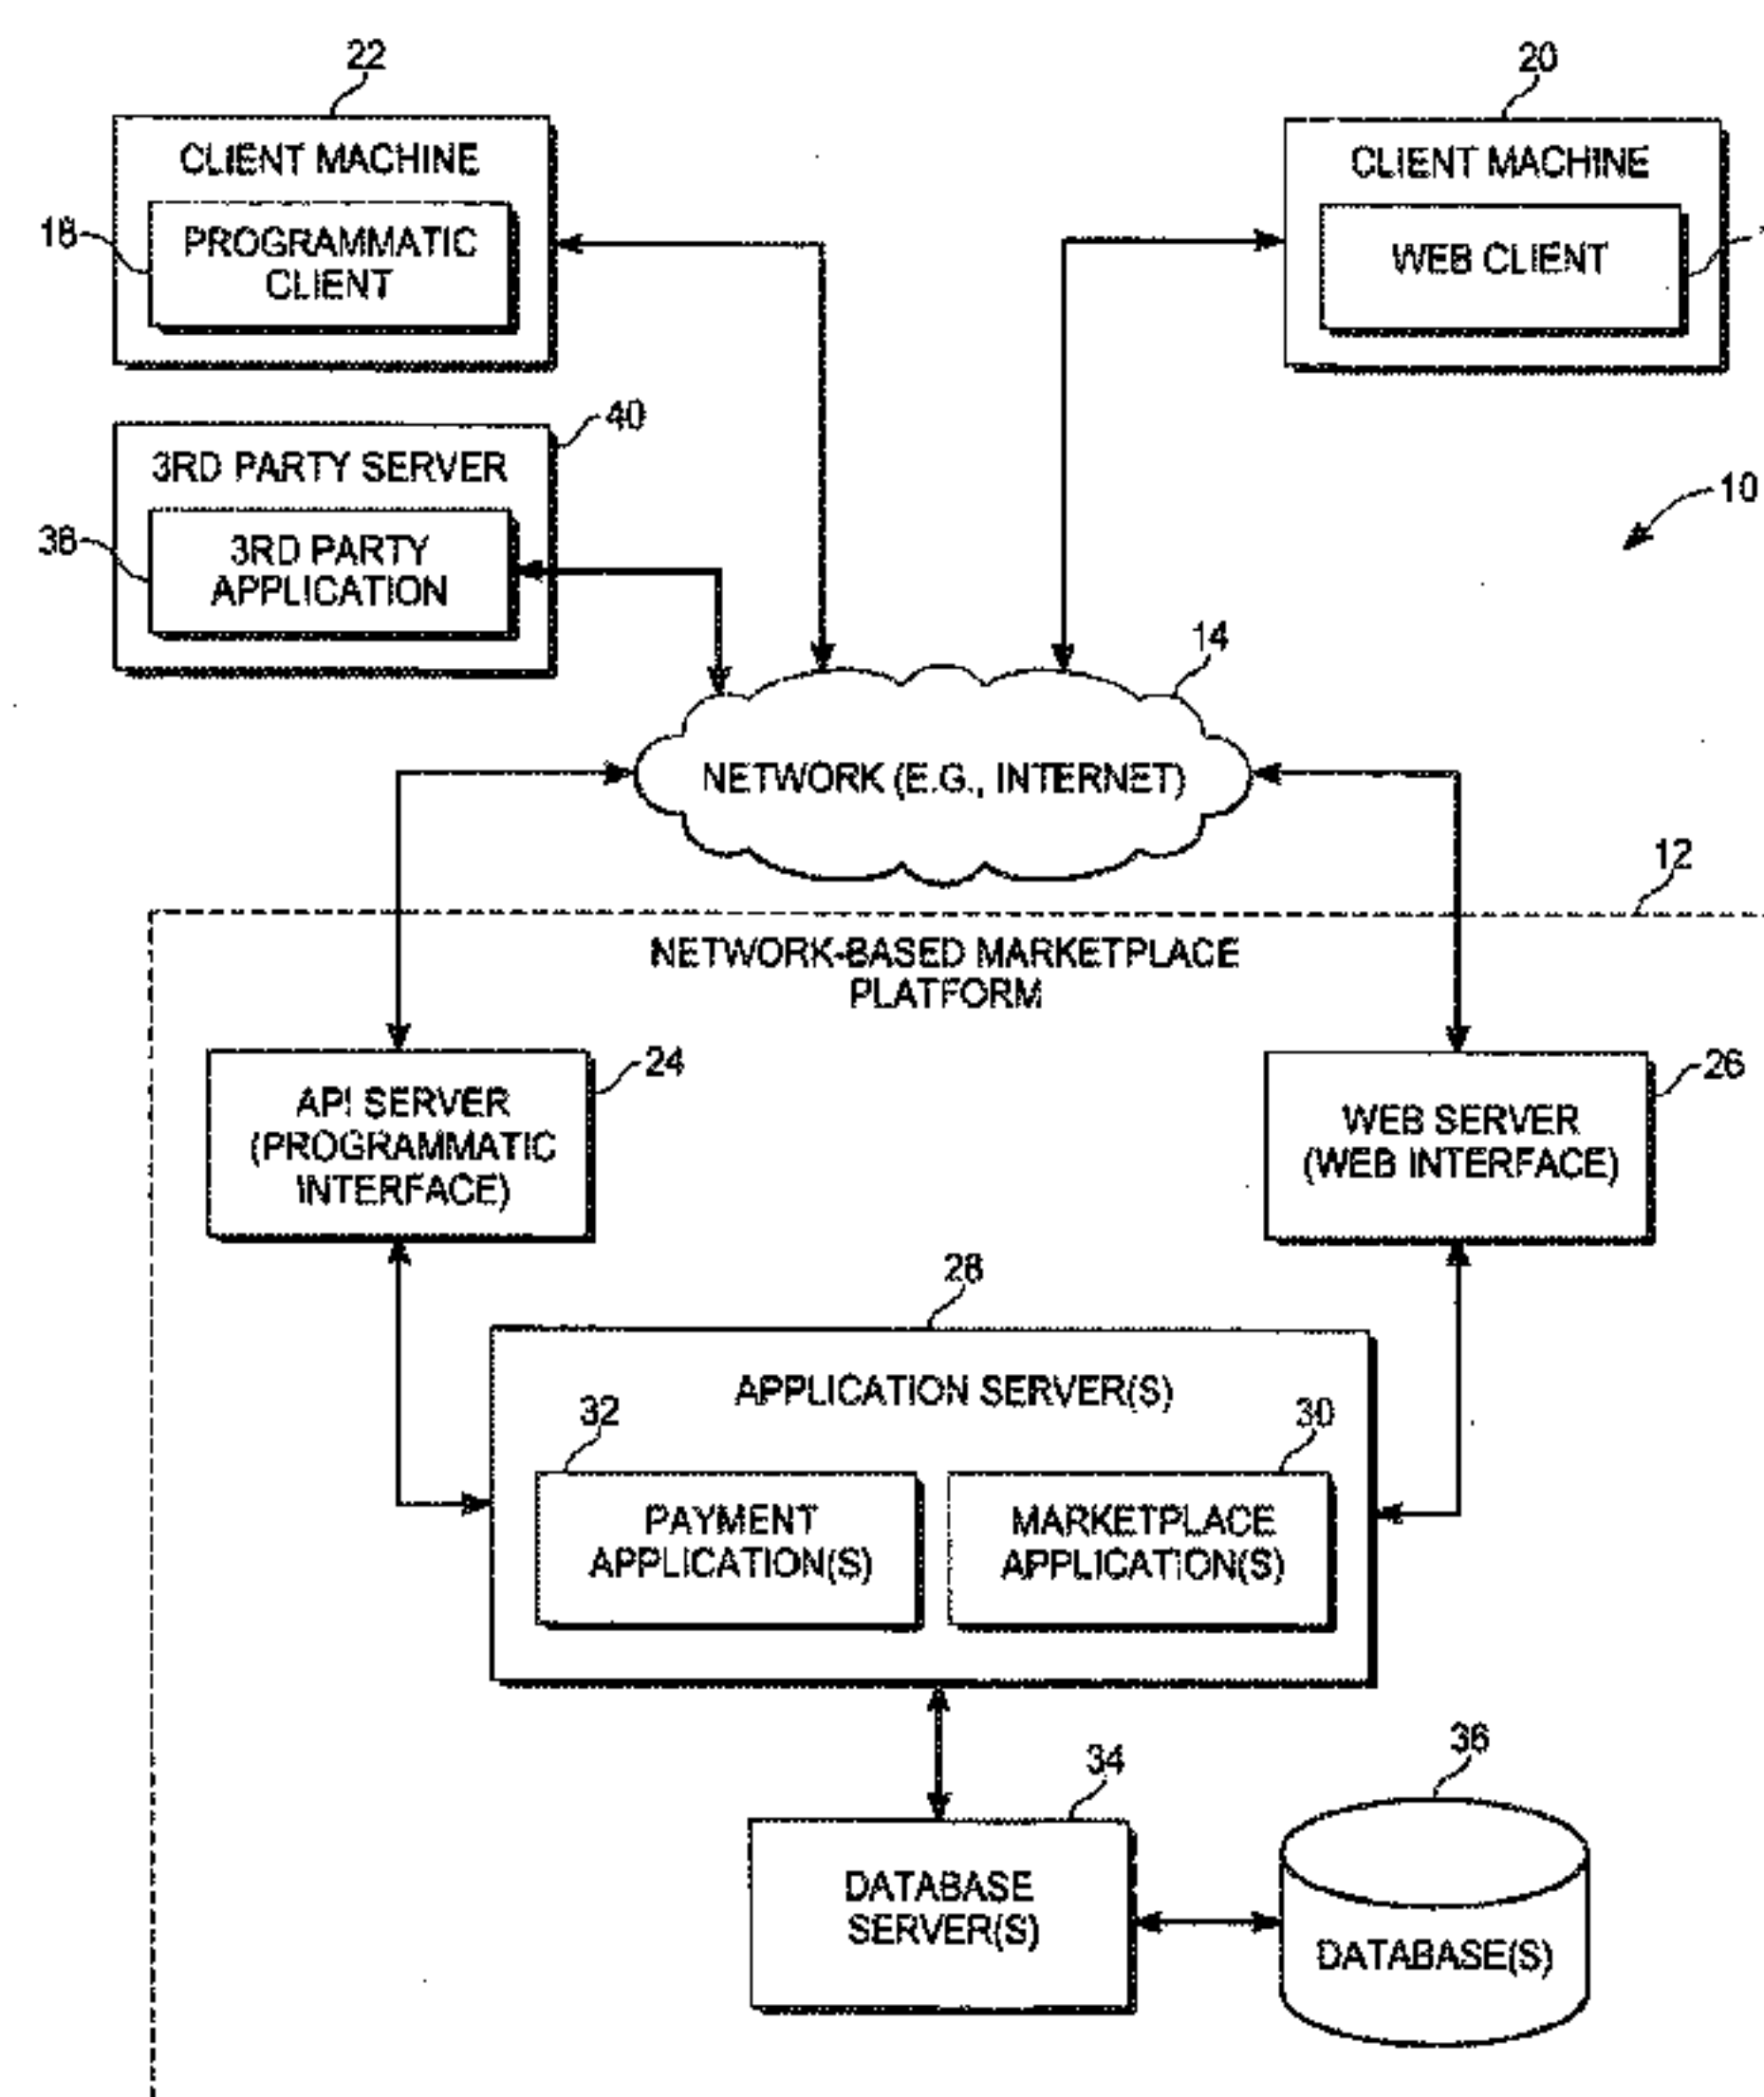 22
CLIENT MACHINE
18
PROGRAMMATIC
CLIENT
20
CLIENT MACHINE
WEB CLIENT
40
3RD PARTY SERVER
38
3RD PARTY
APPLICATION
10
14
NETWORK (E.G., INTERNET)
12
NETWORK-BASED MARKETPLACE
PLATFORM
24
API SERVER
(PROGRAMMATIC
INTERFACE)
26
WEB SERVER
(WEB INTERFACE)
28
APPLICATION SERVER(S)
32
PAYMENT
APPLICATION(S)
30
MARKETPLACE
APPLICATION(S)
34
DATABASE
SERVER(S)
36
DATABASE(S)